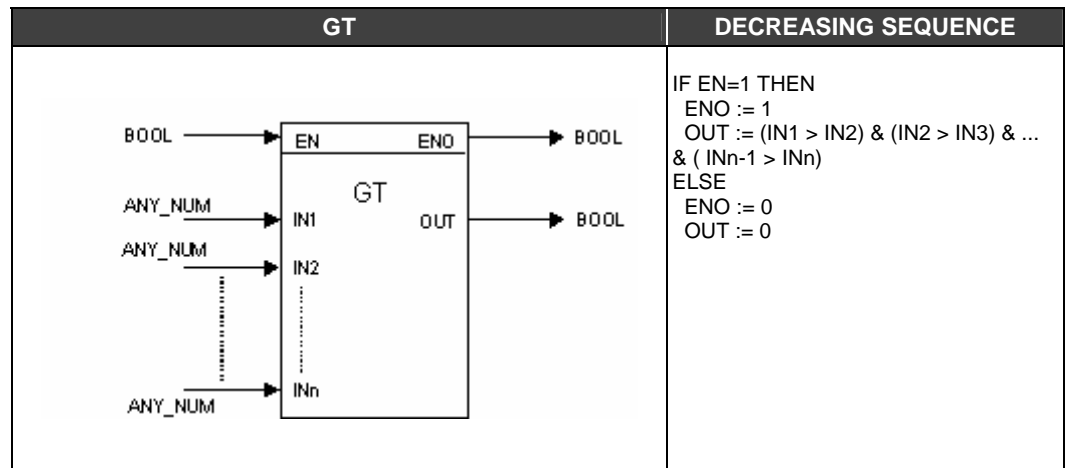 GT
DECREASING SEQUENCE
BOOL
EN
ENO
BOOL
GT
ANY_NUM
IN1
OUT
BOOL
ANY_NUM
IN2
INn
ANY_NUM
IF EN=1 THEN
ENO := 1
OUT := (IN1 > IN2) & (IN2 > IN3) & ...
& ( INn-1 > INn)
ELSE
ENO := 0
OUT := 0